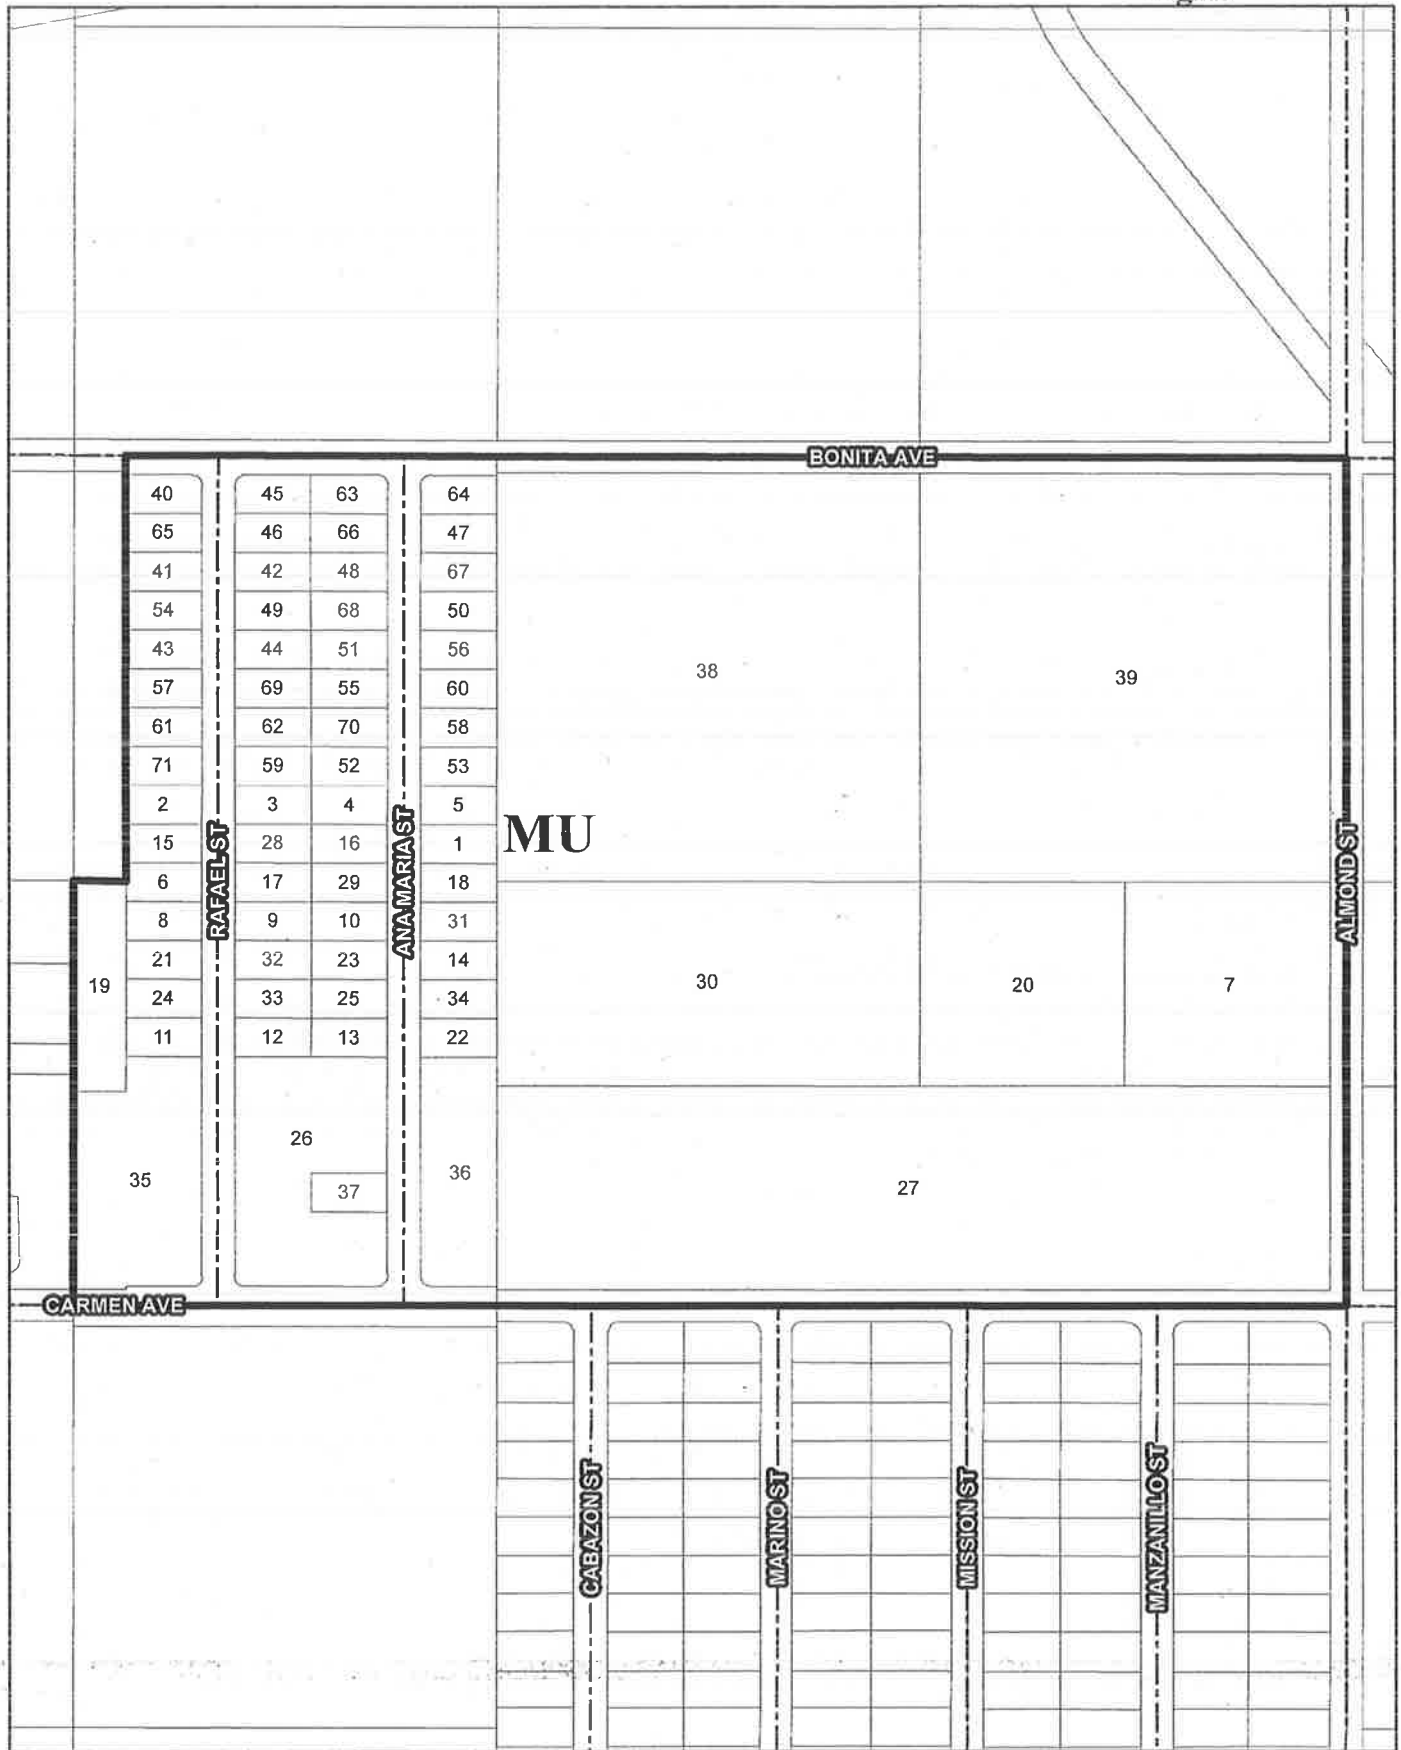 BONITA AVE
40 45 63 64
65 46 66 47
41 42 48 67
54 49 68 50
43 44 51 56
57 69 55 60
38 39
61 62 70 58
71 59 52 53
2 3 4 5
15 28 16 1
MU
RAFAEL ST
ANA MARIA ST
ALMOND ST
6 17 29 18
8 9 10 31
21 32 23 14
19 30 20 7
24 33 25 34
11 12 13 22
26
35 37 36 27
CARMEN AVE
CABAZON ST
MARINO ST
MISSION ST
MANZANILLO ST